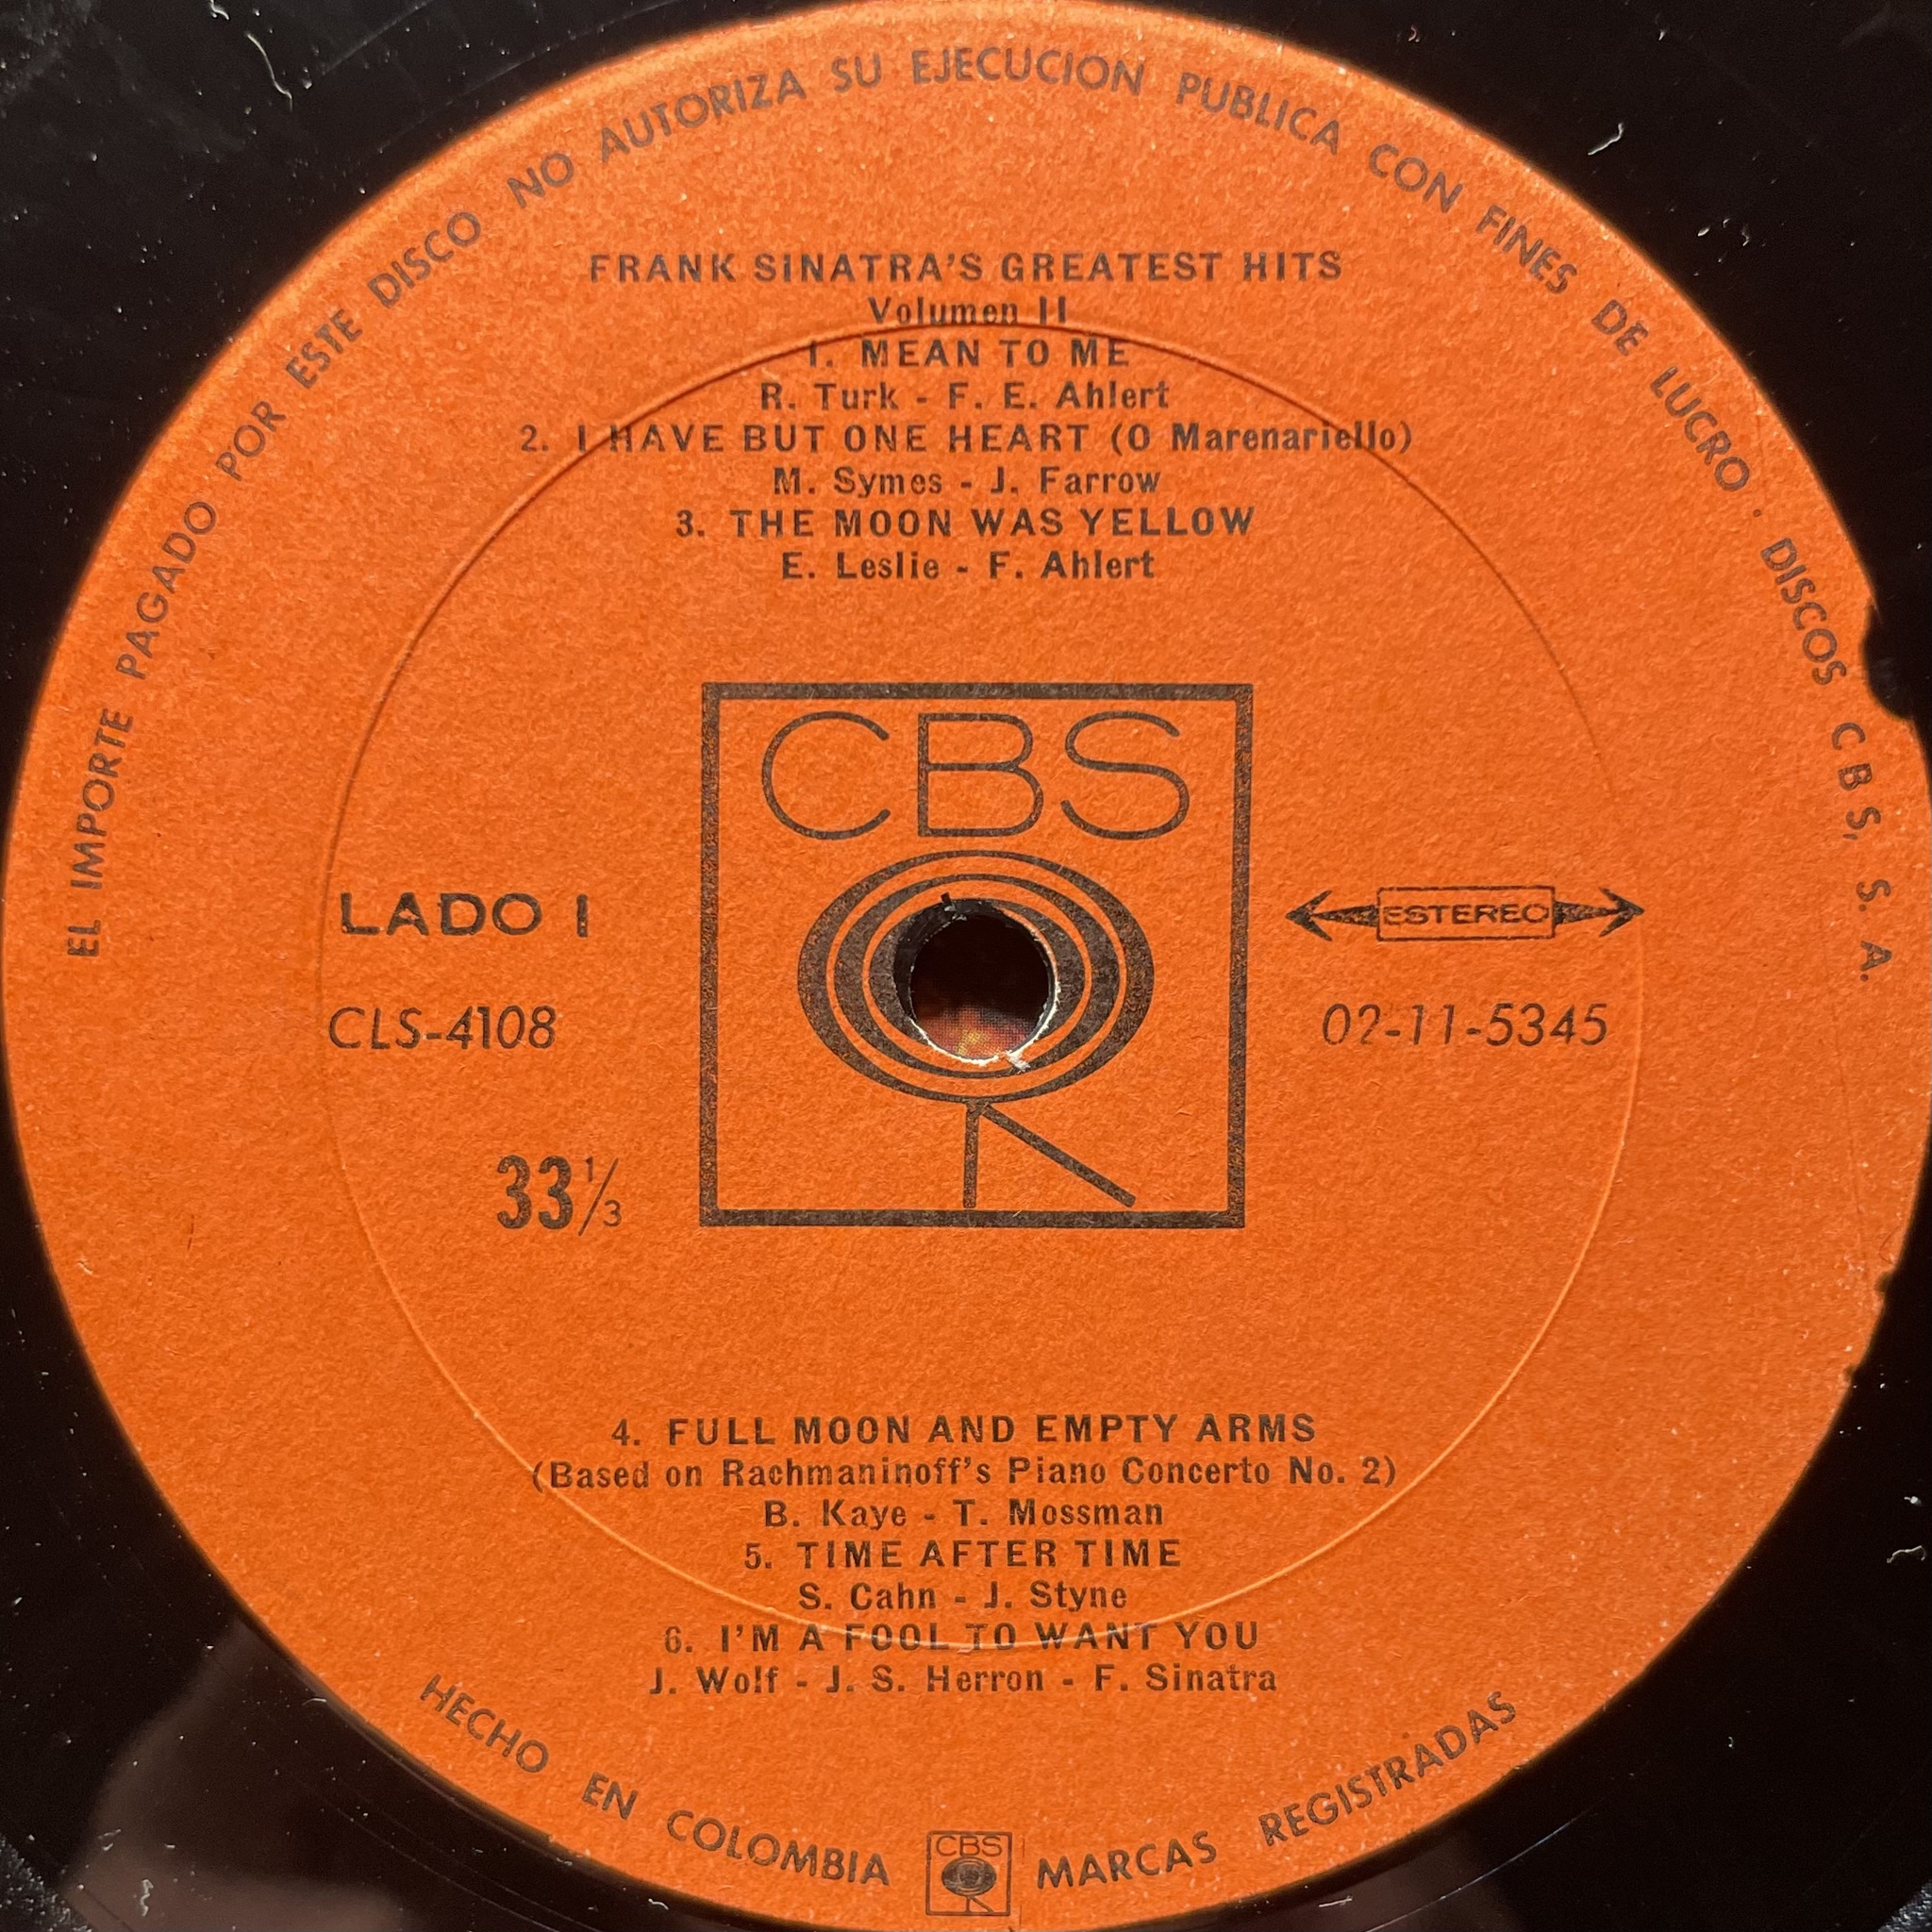 EL IMPORTE PAGADO POR ESTE DISCO NO AUTORIZA SU EJECUCION PUBLICA CON FINES DE LUCRO · DISCOS CBS, S. A.
FRANK SINATRA'S GREATEST HITS
Volumen II
1. MEAN TO ME
R. Turk - F. E. Ahlert
2. I HAVE BUT ONE HEART (O Marenariello)
M. Symes - J. Farrow
3. THE MOON WAS YELLOW
E. Leslie - F. Ahlert
CBS
LADO I
ESTEREO
CLS-4108
02-11-5345
33 1/3
4. FULL MOON AND EMPTY ARMS
(Based on Rachmaninoff's Piano Concerto No. 2)
B. Kaye - T. Mossman
5. TIME AFTER TIME
S. Cahn - J. Styne
6. I'M A FOOL TO WANT YOU
J. Wolf - J. S. Herron - F. Sinatra
HECHO EN COLOMBIA CBS MARCAS REGISTRADAS